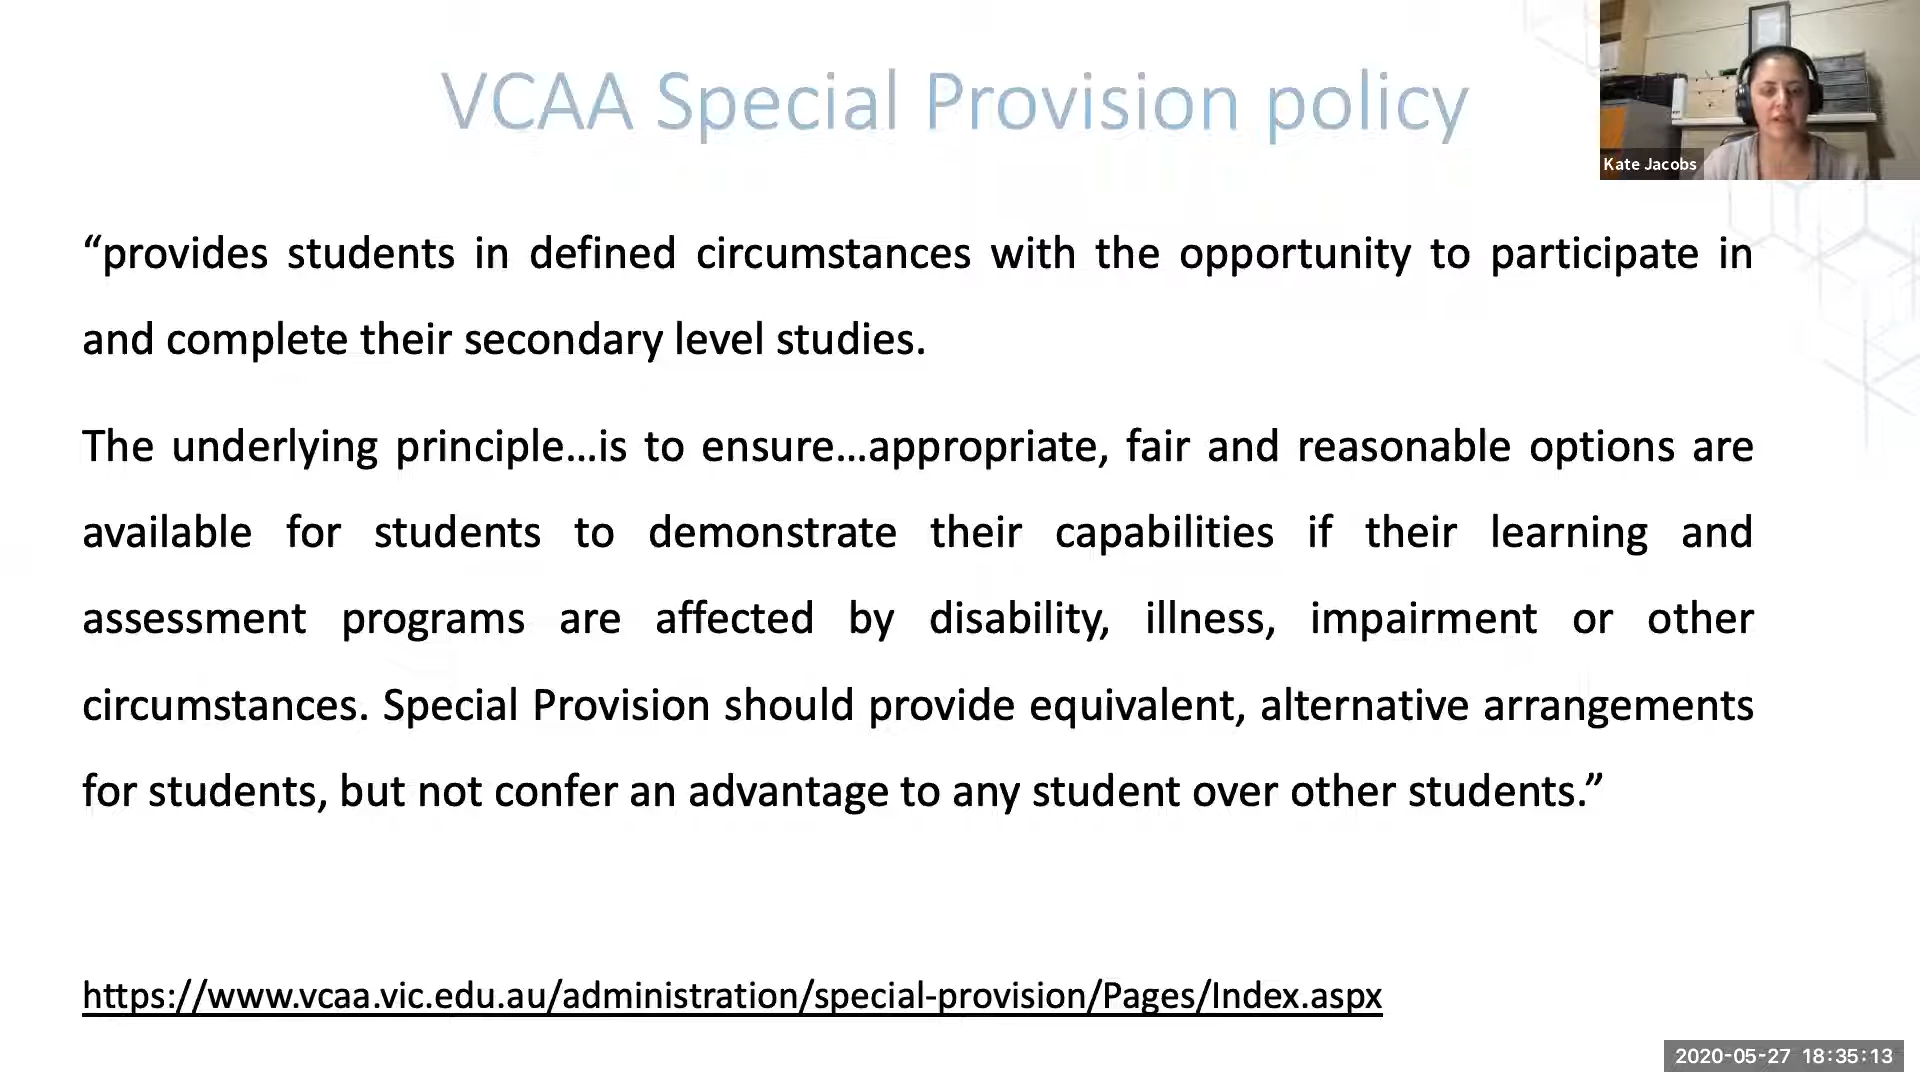 VCAA Special Provision policy
Kate Jacobs
“provides students in defined circumstances with the opportunity to participate in
and complete their secondary level studies.
The underlying principle…is to ensure…appropriate, fair and reasonable options are
available for students to demonstrate their capabilities if their learning and
assessment programs are affected by disability, illness, impairment or other
circumstances. Special Provision should provide equivalent, alternative arrangements
for students, but not confer an advantage to any student over other students.”
https://www.vcaa.vic.edu.au/administration/special-provision/Pages/Index.aspx
2020-05-27 18:35:13